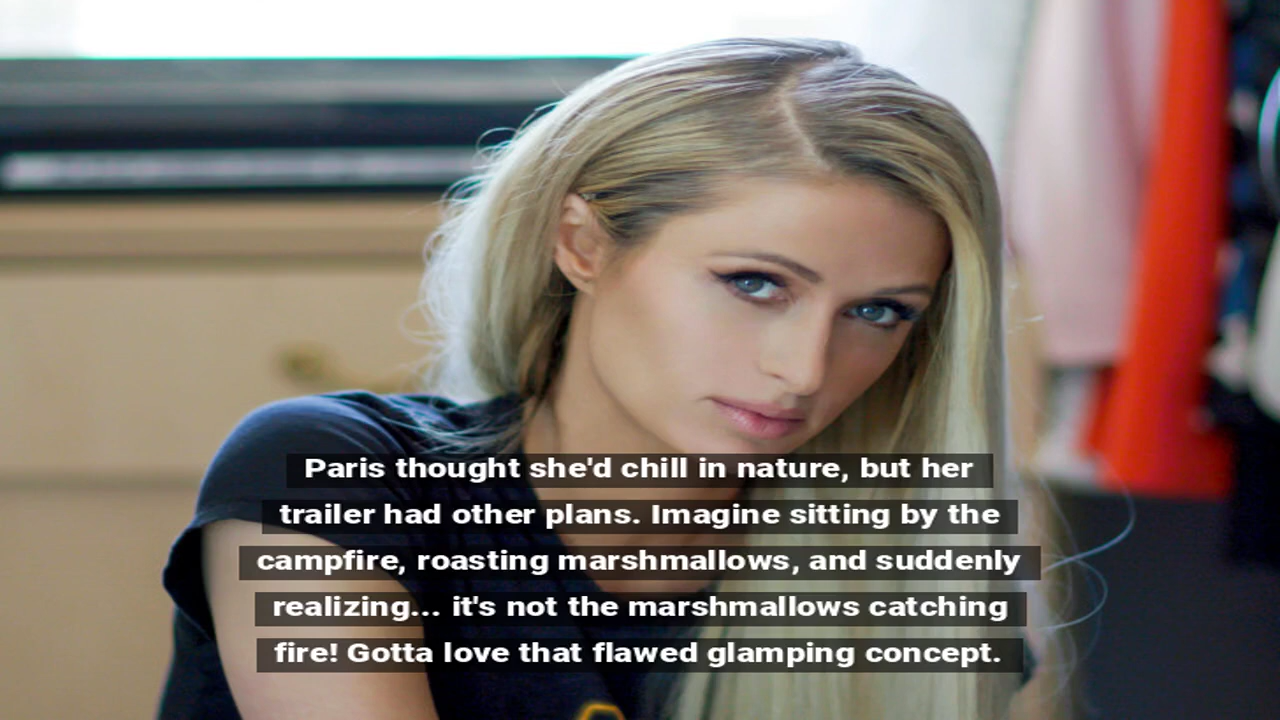 Paris thought she'd chill in nature, but her
trailer had other plans. Imagine sitting by the
campfire, roasting marshmallows, and suddenly
realizing... it's not the marshmallows catching
fire! Gotta love that flawed glamping concept.